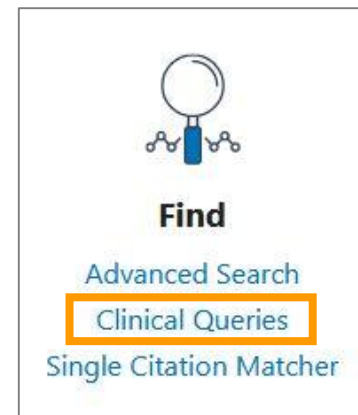 Find
Advanced Search
Clinical Queries
Single Citation Matcher